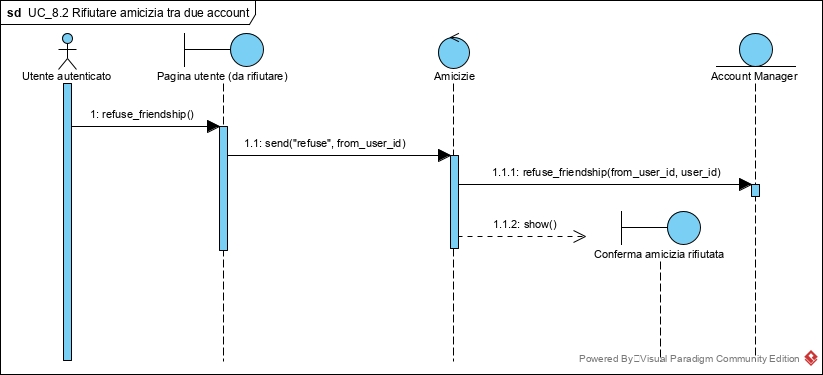 sd UC_8.2 Rifiutare amicizia tra due account
Utente autenticato
Pagina utente (da rifiutare)
Amicizie
Account Manager
1: refuse_friendship()
1.1: send("refuse", from_user_id)
1.1.1: refuse_friendship(from_user_id, user_id)
1.1.2: show()
Conferma amicizia rifiutata
Powered By Visual Paradigm Community Edition